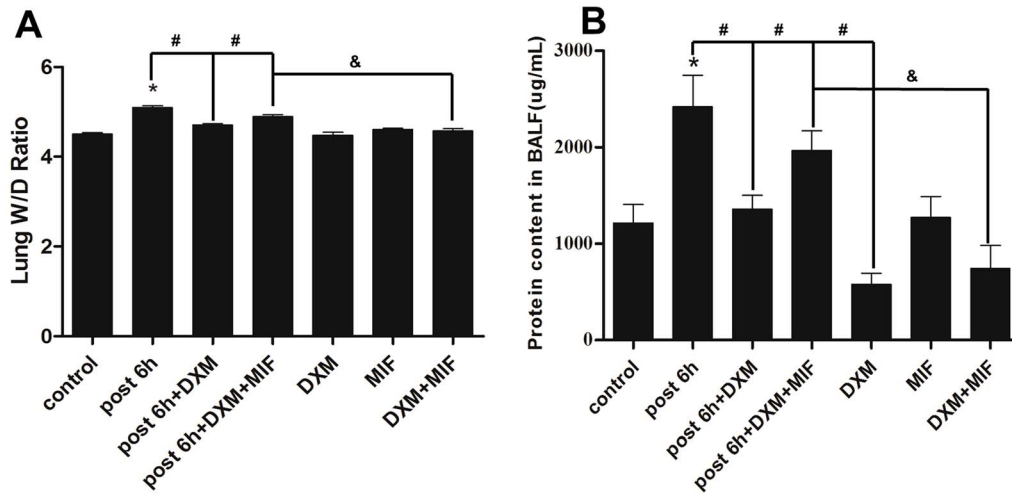 A
# #
&
*
Lung W/D Ratio
6
4
2
0
control
post 6h
post 6h+DXM
post 6h+DXM+MIF
DXM
MIF
DXM+MIF
B
# # #
&
*
Protein content in BALF(ug/mL)
3000
2000
1000
0
control
post 6h
post 6h+DXM
post 6h+DXM+MIF
DXM
MIF
DXM+MIF